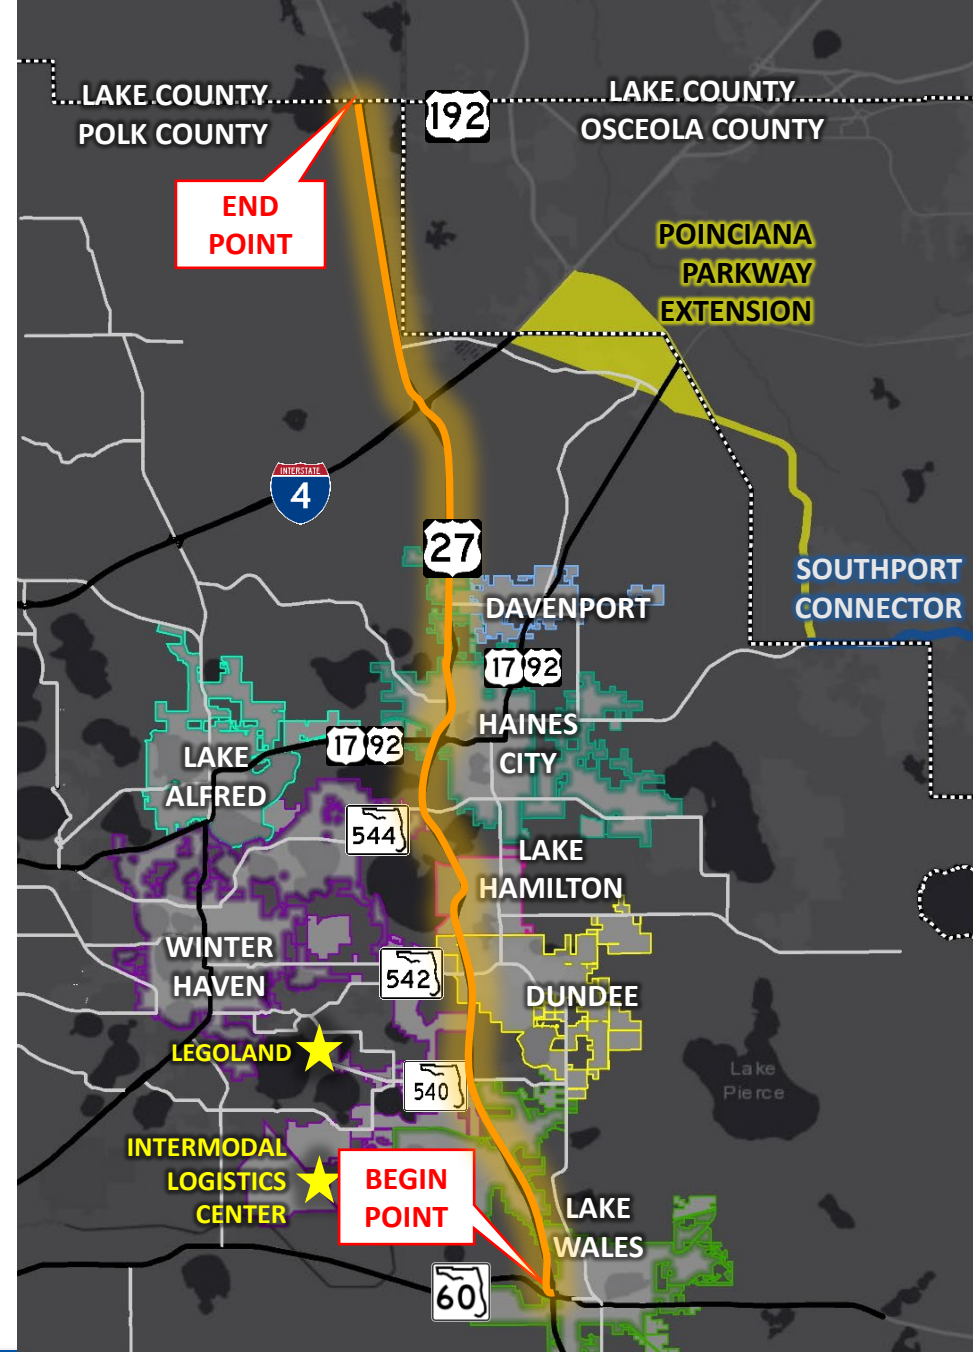 LAKE COUNTY
POLK COUNTY
192
LAKE COUNTY
OSCEOLA COUNTY
END
POINT
POINCIANA
PARKWAY
EXTENSION
INTERSTATE
4
27
SOUTHPORT
CONNECTOR
DAVENPORT
17 92
HAINES
CITY
17 92
LAKE
ALFRED
544
LAKE
HAMILTON
WINTER
HAVEN
542
DUNDEE
LEGOLAND
540
Lake
Pierce
INTERMODAL
LOGISTICS
CENTER
BEGIN
POINT
LAKE
WALES
60